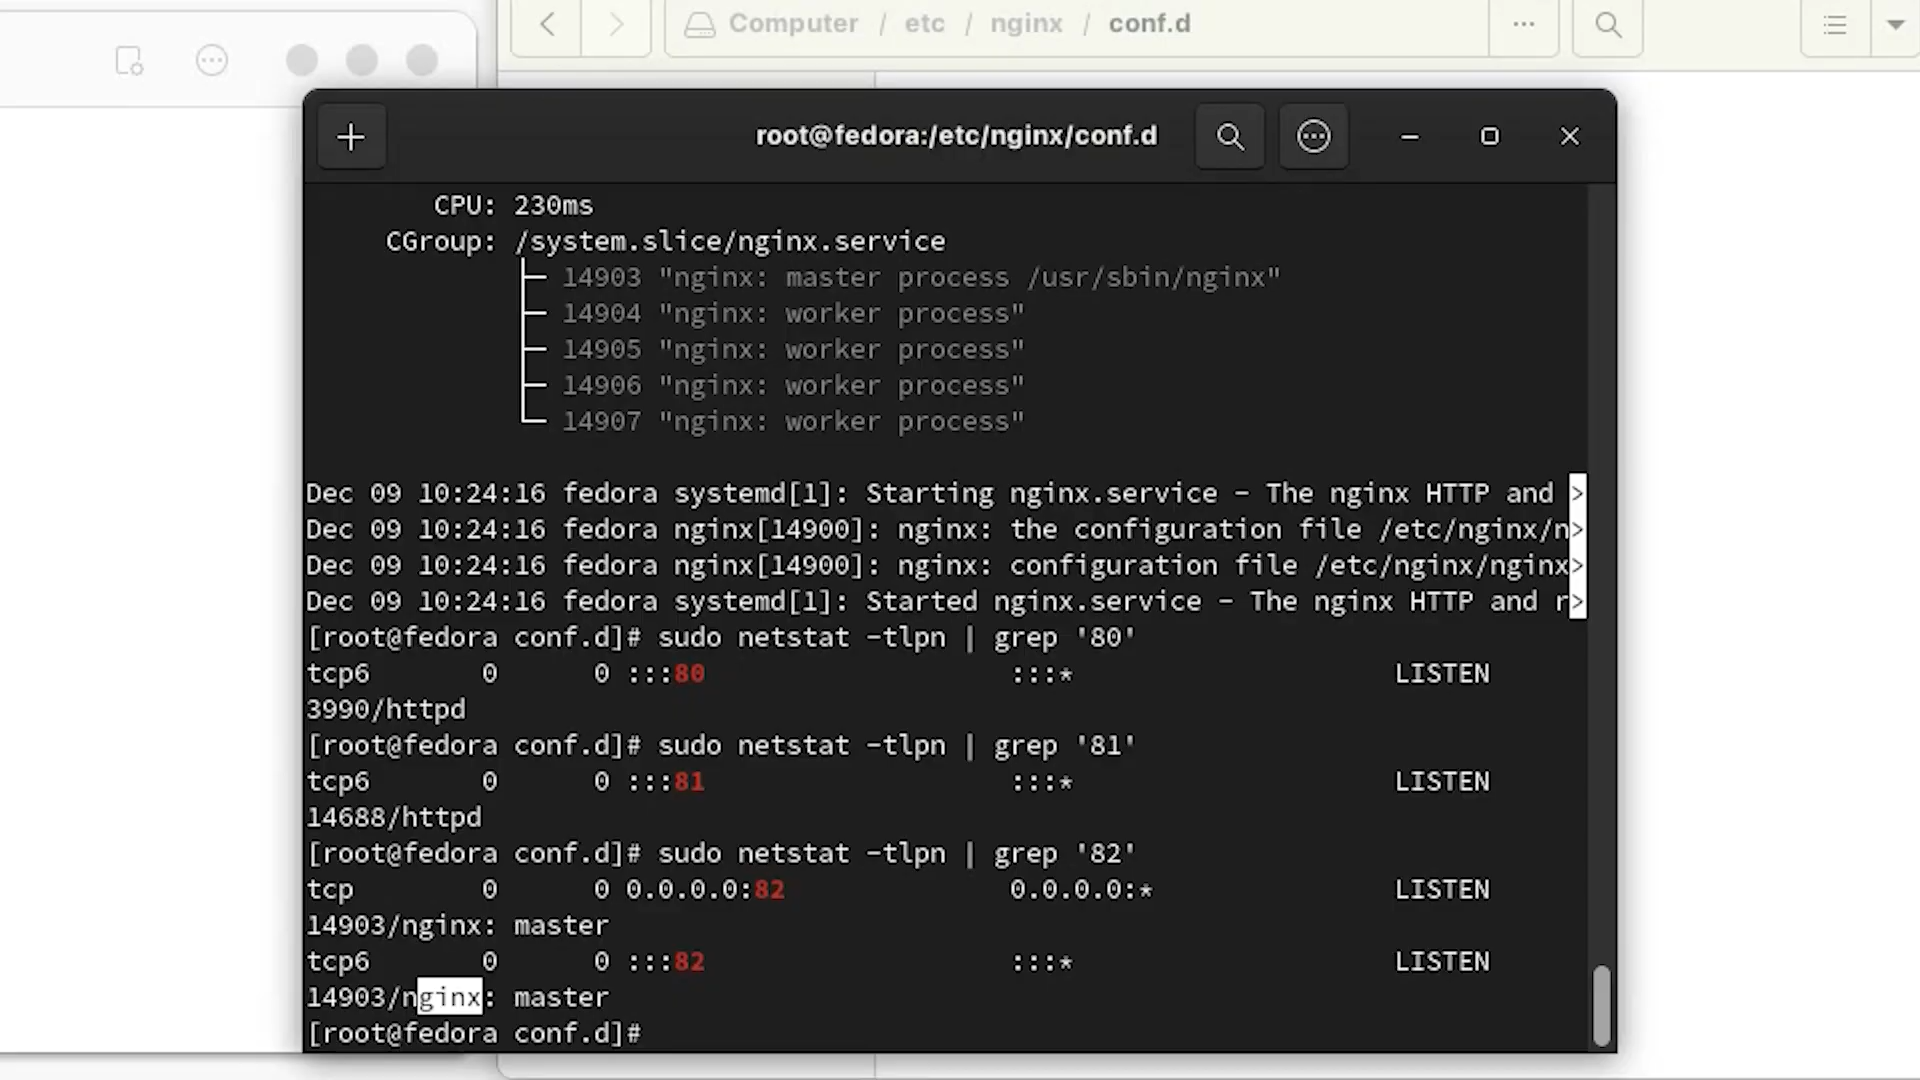 Computer / etc / nginx / conf.d
root@fedora:/etc/nginx/conf.d
CPU: 230ms
CGroup: /system.slice/nginx.service
├─ 14903 "nginx: master process /usr/sbin/nginx"
├─ 14904 "nginx: worker process"
├─ 14905 "nginx: worker process"
├─ 14906 "nginx: worker process"
└─ 14907 "nginx: worker process"
Dec 09 10:24:16 fedora systemd[1]: Starting nginx.service - The nginx HTTP and >
Dec 09 10:24:16 fedora nginx[14900]: nginx: the configuration file /etc/nginx/n>
Dec 09 10:24:16 fedora nginx[14900]: nginx: configuration file /etc/nginx/nginx>
Dec 09 10:24:16 fedora systemd[1]: Started nginx.service - The nginx HTTP and r>
[root@fedora conf.d]# sudo netstat -tlpn | grep '80'
tcp6 0 0 :::80 :::* LISTEN
3990/httpd
[root@fedora conf.d]# sudo netstat -tlpn | grep '81'
tcp6 0 0 :::81 :::* LISTEN
14688/httpd
[root@fedora conf.d]# sudo netstat -tlpn | grep '82'
tcp 0 0 0.0.0.0:82 0.0.0.0:* LISTEN
14903/nginx: master
tcp6 0 0 :::82 :::* LISTEN
14903/nginx: master
[root@fedora conf.d]#